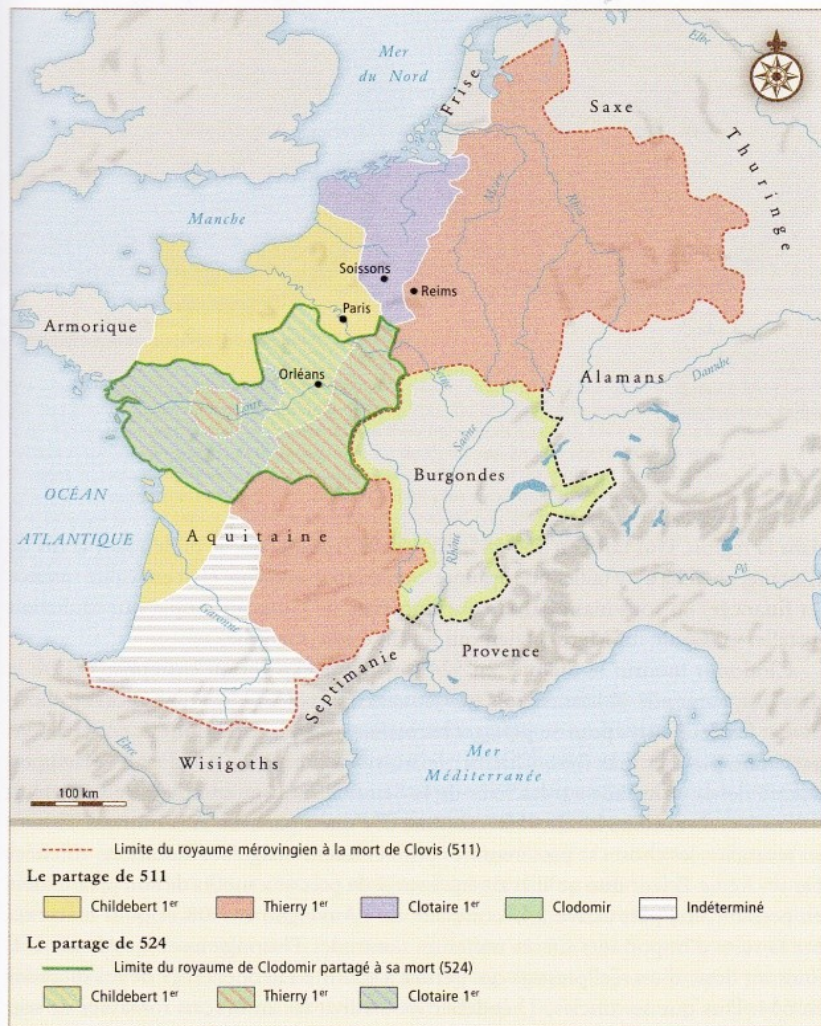 Mer
du Nord
Elbe
Frise
Saxe
Thuringe
Meuse
Rhin
Manche
Soissons
Reims
Paris
Armorique
Orléans
Loire
Alamans
Danube
Saône
Burgondes
OCÉAN
ATLANTIQUE
Aquitaine
Rhône
Pô
Garonne
Provence
Septimanie
Èbre
Wisigoths
Mer
Méditerranée
100 km
Limite du royaume mérovingien à la mort de Clovis (511)
Le partage de 511
Childebert 1er
Thierry 1er
Clotaire 1er
Clodomir
Indéterminé
Le partage de 524
Limite du royaume de Clodomir partagé à sa mort (524)
Childebert 1er
Thierry 1er
Clotaire 1er